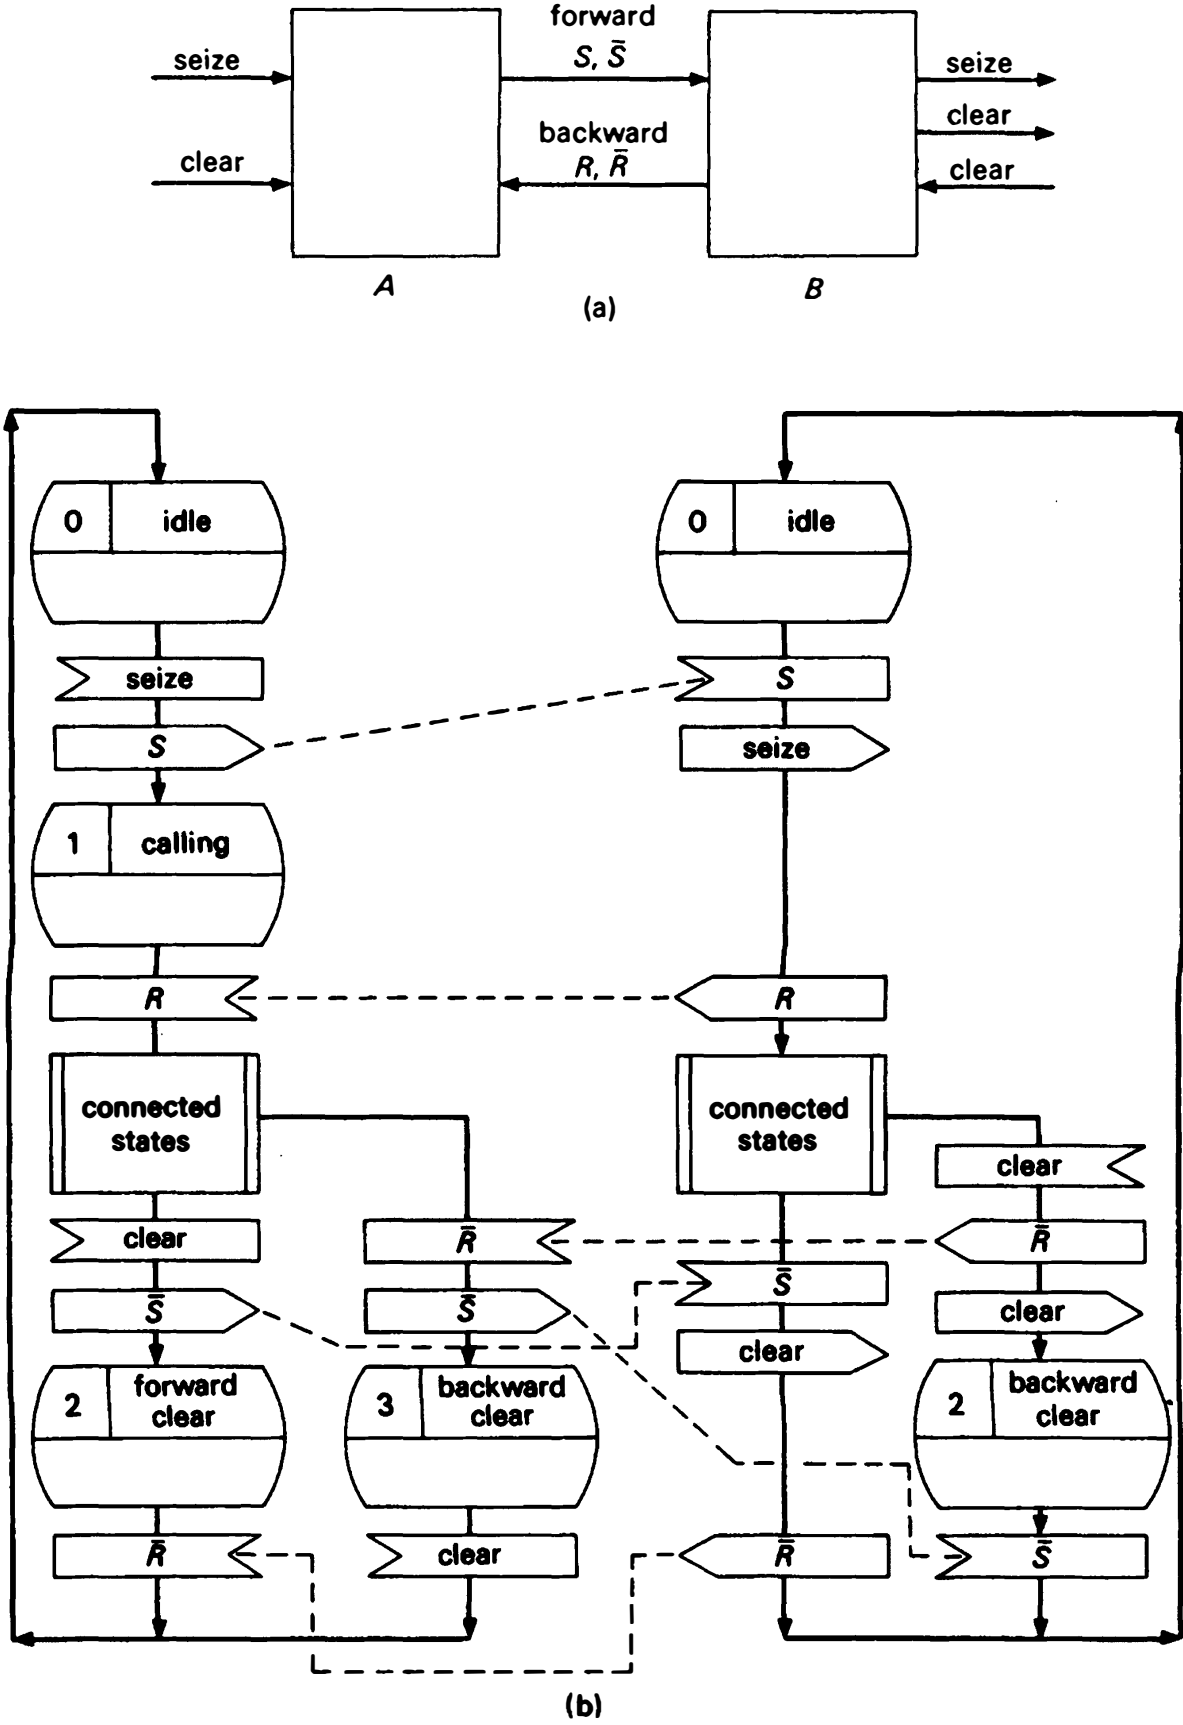 forward
S, S̄
seize
seize
clear
backward
R, R̄
clear
clear
A
B
(a)
0 idle
0 idle
seize
S
S
seize
1 calling
R
R
connected
states
connected
states
clear
clear
R̄
R̄
S̄
S̄
S̄
clear
clear
2 forward
clear
3 backward
clear
2 backward
clear
R̄
clear
R̄
S̄
(b)